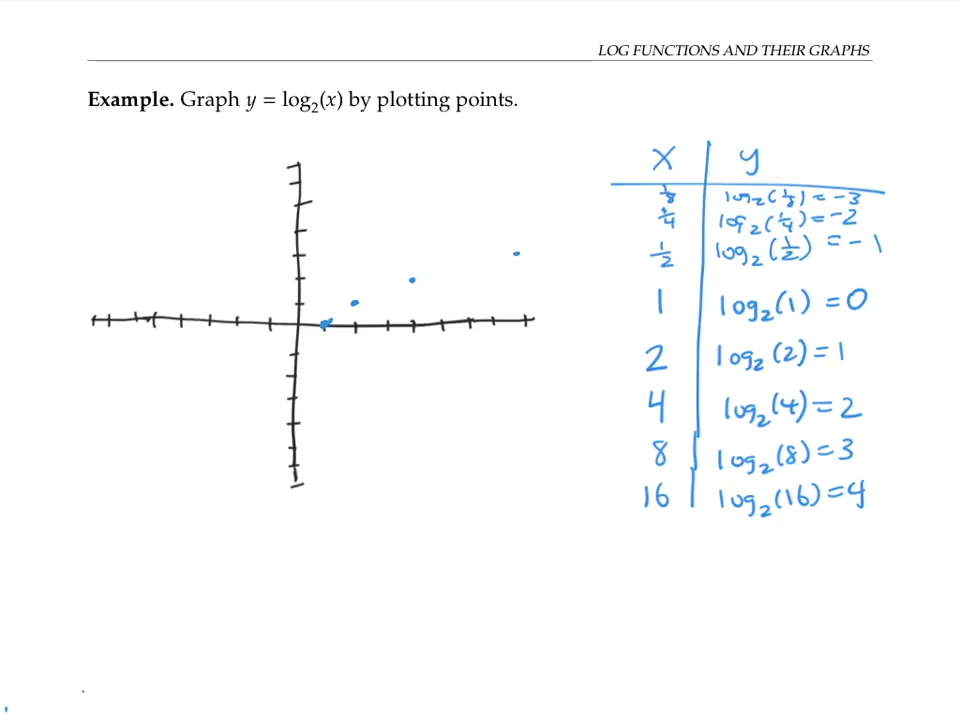 LOG FUNCTIONS AND THEIR GRAPHS
Example. Graph y = log₂(x) by plotting points.
x | y
1/8 | log₂(1/8) = -3
1/4 | log₂(1/4) = -2
1/2 | log₂(1/2) = -1
1 | log₂(1) = 0
2 | log₂(2) = 1
4 | log₂(4) = 2
8 | log₂(8) = 3
16 | log₂(16) = 4